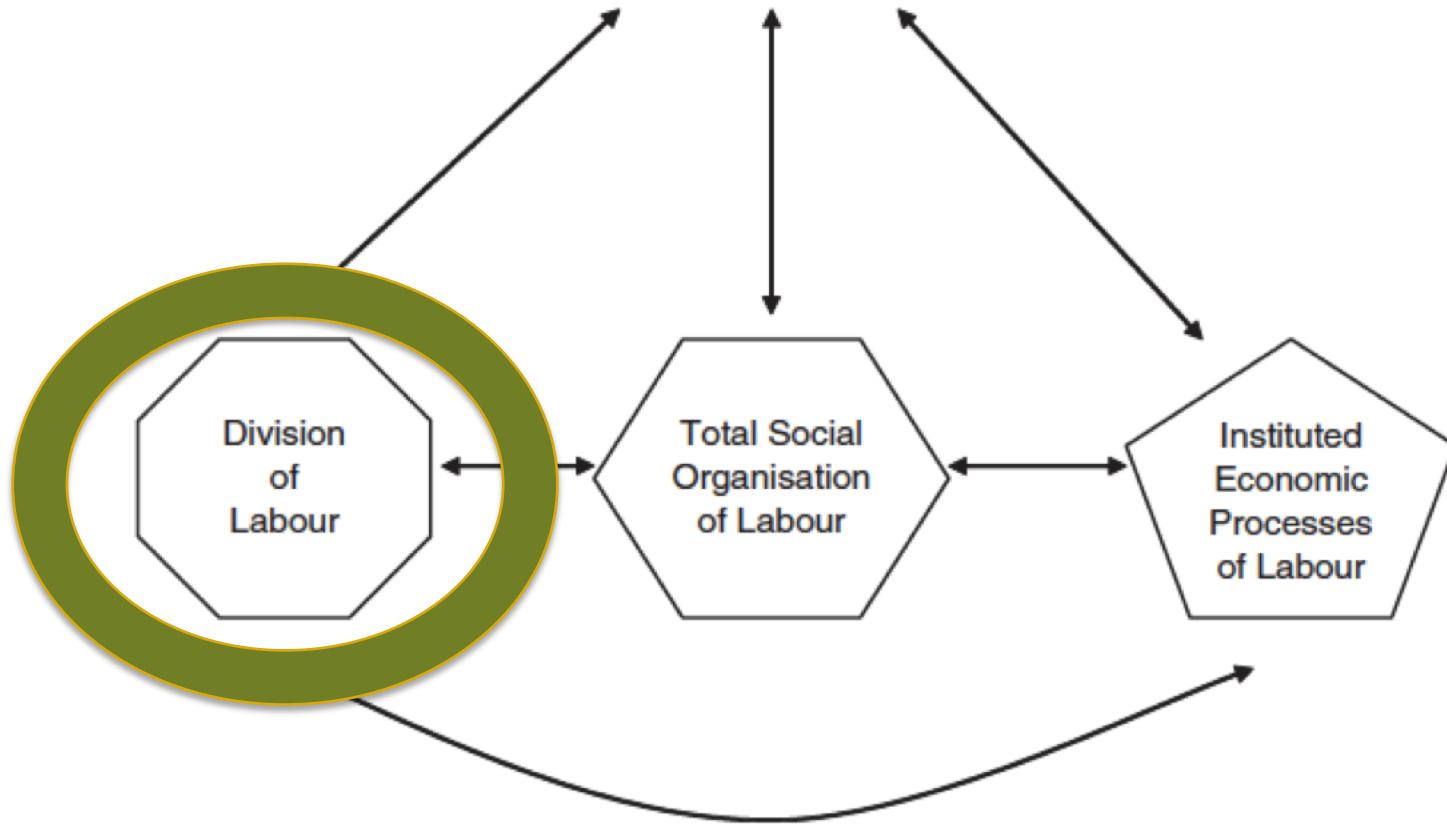 Division
of
Labour
Total Social
Organisation
of Labour
Instituted
Economic
Processes
of Labour